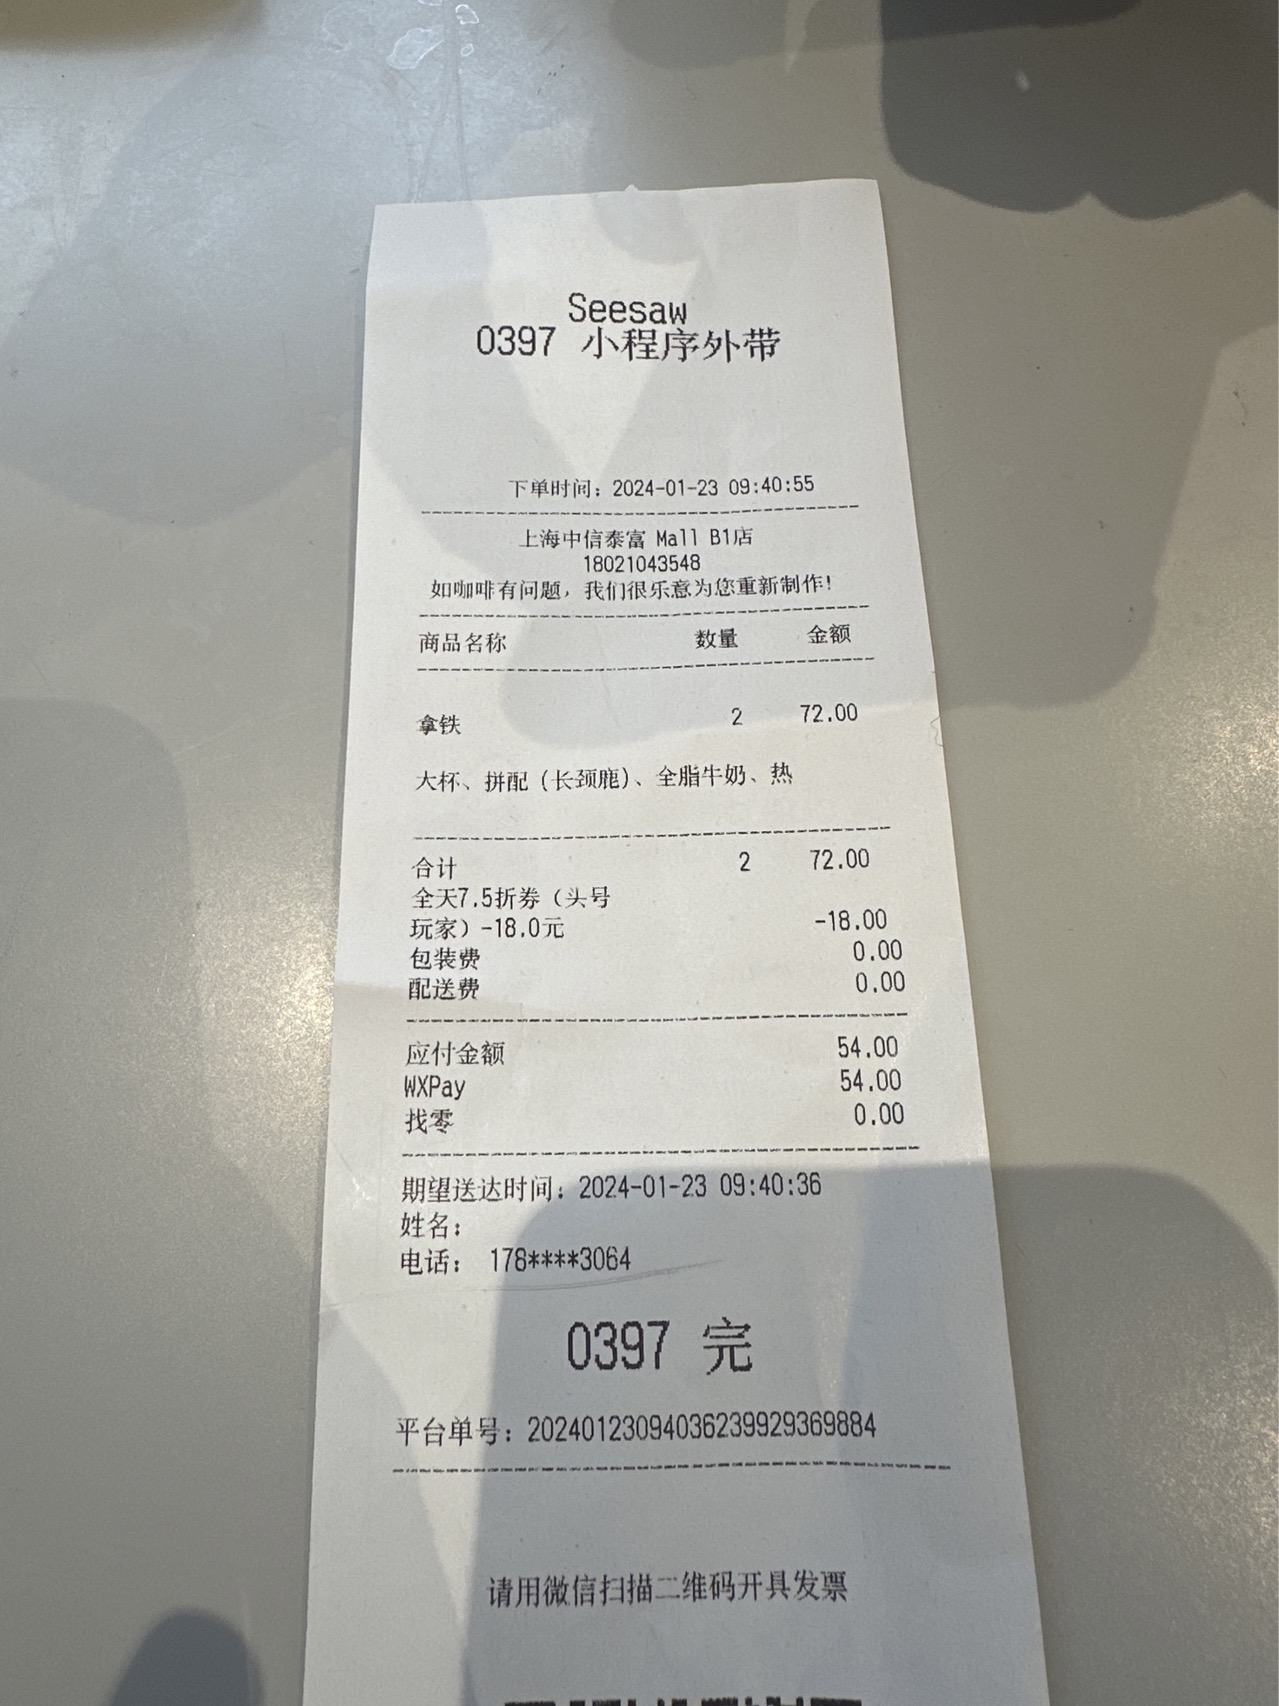 Seesaw
0397 小程序外带
下单时间：2024-01-23 09:40:55
上海中信泰富 Mall B1店
18021043548
如咖啡有问题，我们很乐意为您重新制作！
商品名称 数量 金额
拿铁 2 72.00
大杯、拼配（长颈鹿）、全脂牛奶、热
合计 2 72.00
全天7.5折券（头号
玩家）-18.0元 -18.00
包装费 0.00
配送费 0.00
应付金额 54.00
WXPay 54.00
找零 0.00
期望送达时间：2024-01-23 09:40:36
姓名：
电话： 178****3064
0397 完
平台单号：20240123094036239929369884
请用微信扫描二维码开具发票